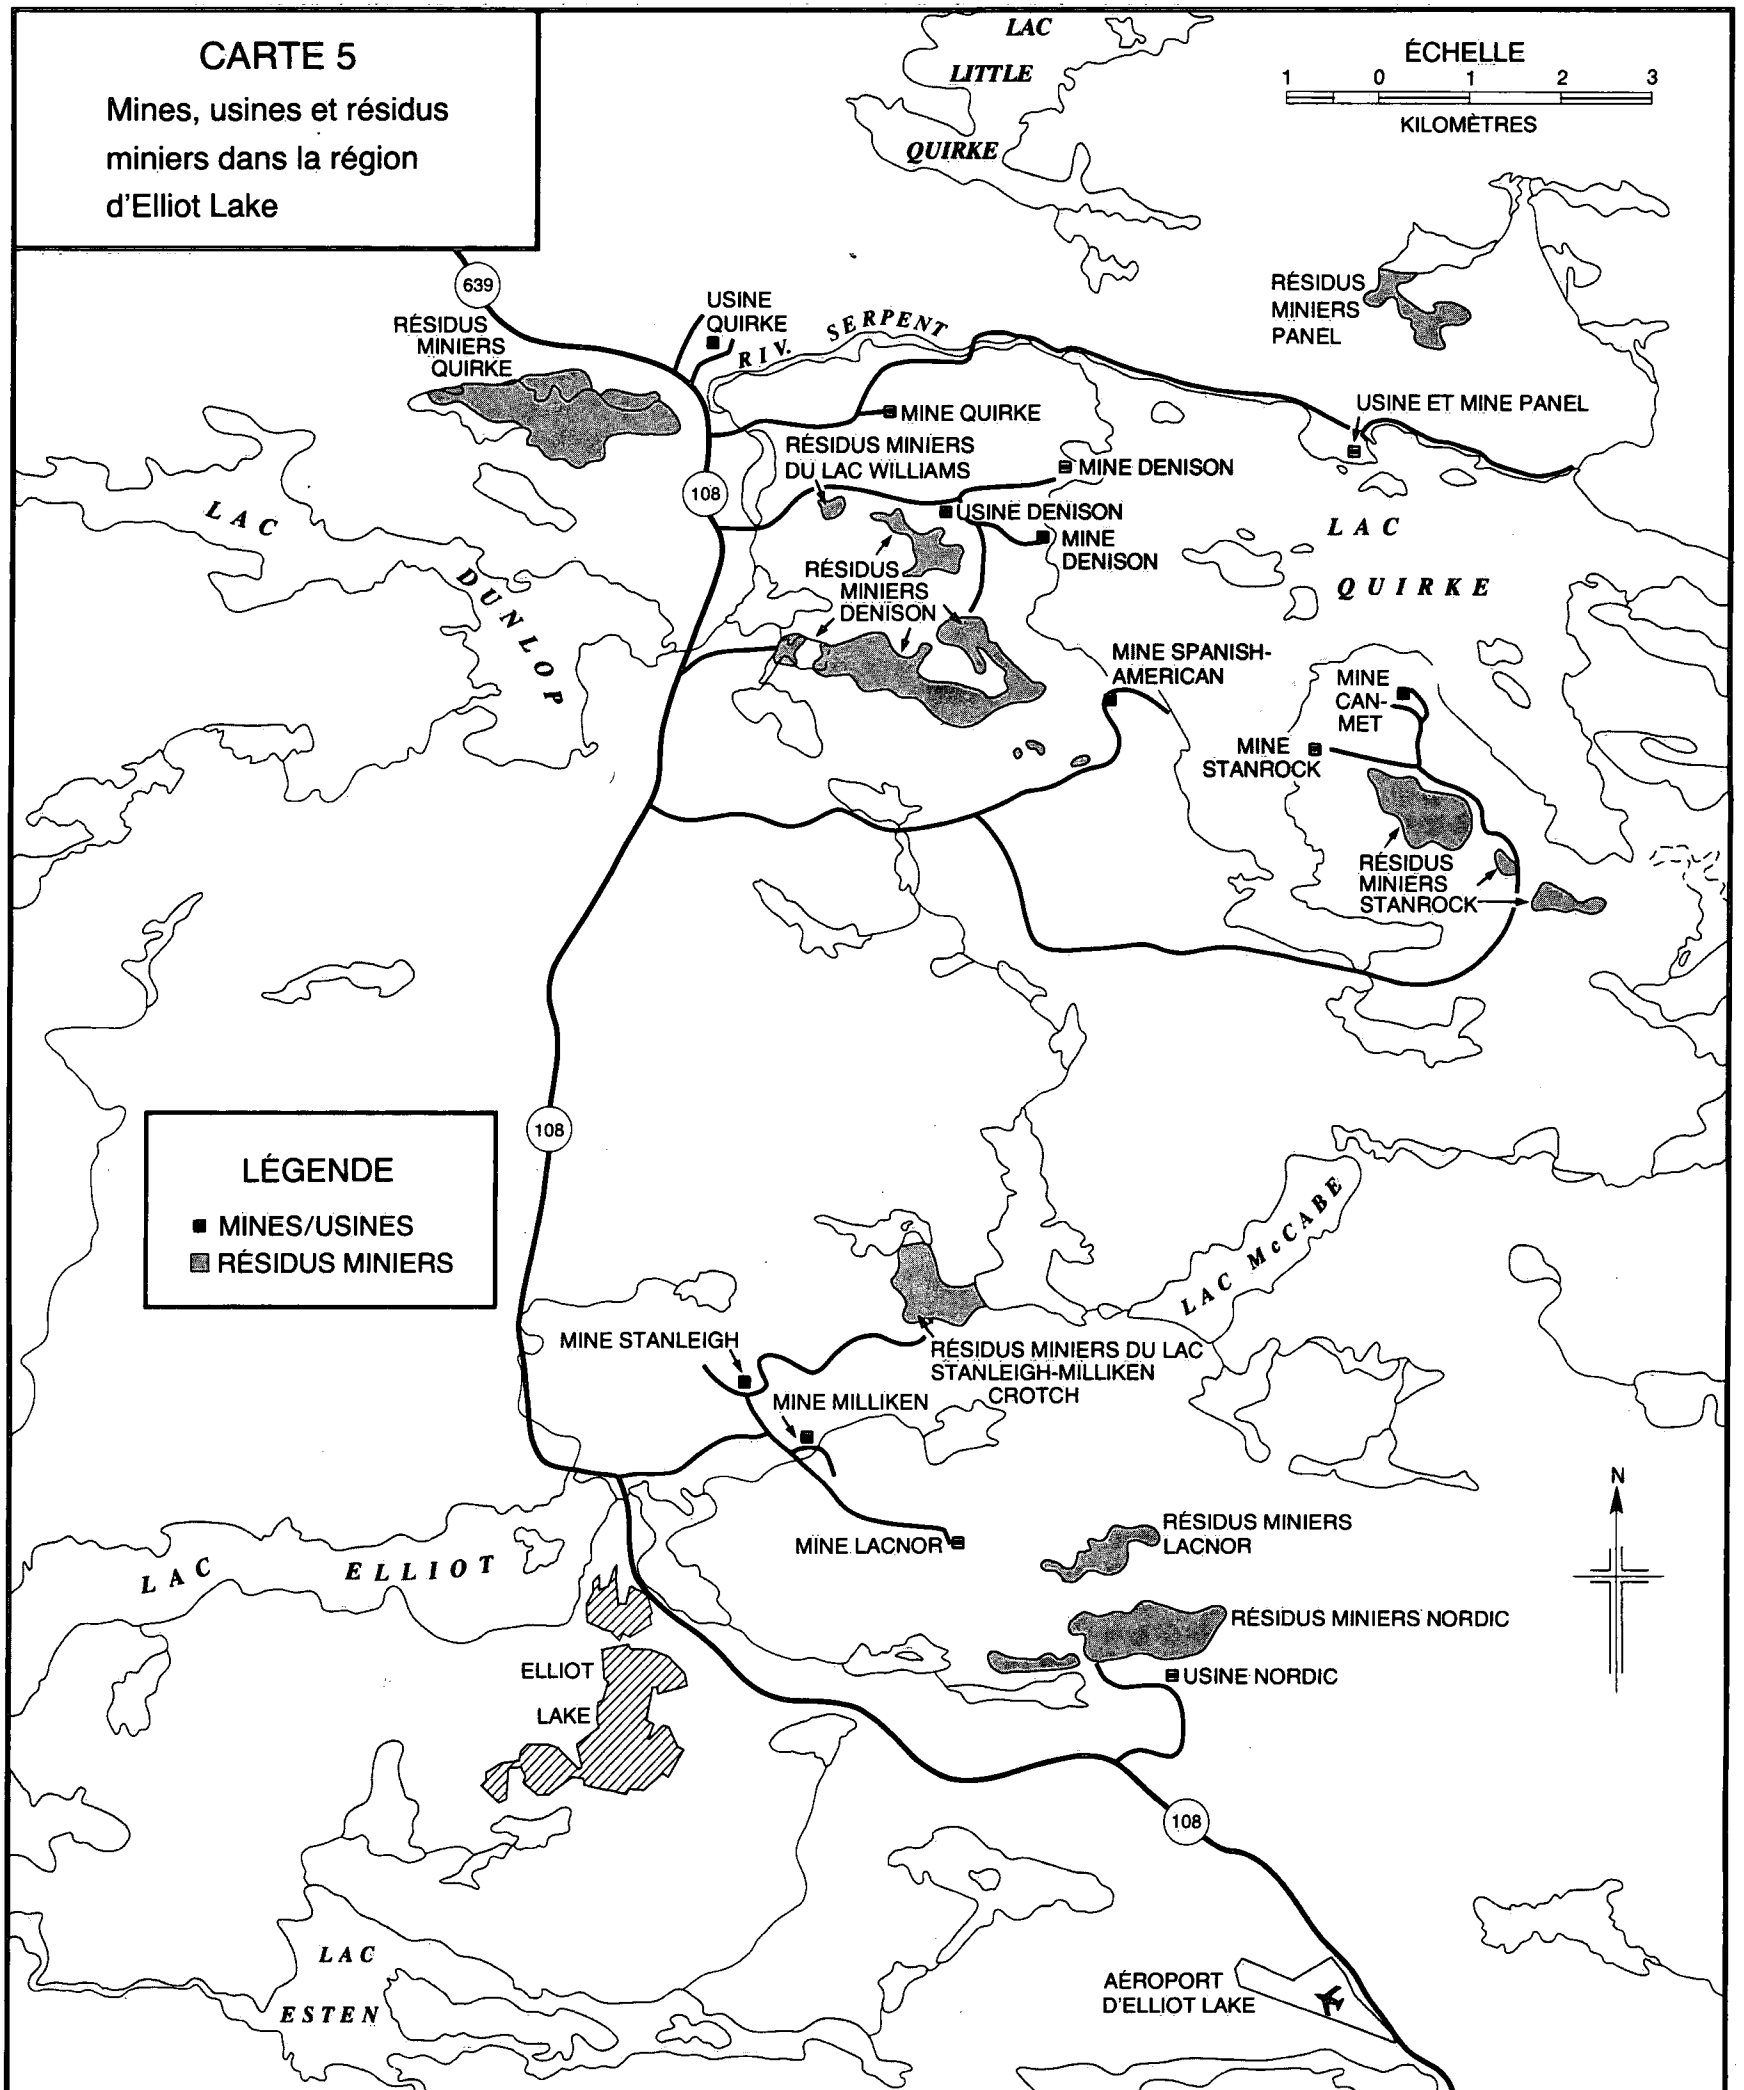 CARTE 5
Mines, usines et résidus
miniers dans la région
d'Elliot Lake
LAC
LITTLE
QUIRKE
ÉCHELLE
1 0 1 2 3
KILOMÈTRES
639
RÉSIDUS
MINIERS
QUIRKE
USINE
QUIRKE
RIV. SERPENT
RÉSIDUS
MINIERS
PANEL
MINE QUIRKE
USINE ET MINE PANEL
RÉSIDUS MINIERS
DU LAC WILLIAMS
MINE DENISON
108
USINE DENISON
MINE
DENISON
LAC
QUIRKE
LAC
DUNLOP
RÉSIDUS
MINIERS
DENISON
MINE SPANISH-
AMERICAN
MINE
CAN-
MET
MINE
STANROCK
RÉSIDUS
MINIERS
STANROCK
108
LÉGENDE
MINES/USINES
RÉSIDUS MINIERS
LAC McCABE
MINE STANLEIGH
RÉSIDUS MINIERS DU LAC
STANLEIGH-MILLIKEN
CROTCH
MINE MILLIKEN
N
MINE LACNOR
RÉSIDUS MINIERS
LACNOR
LAC ELLIOT
RÉSIDUS MINIERS NORDIC
USINE NORDIC
ELLIOT
LAKE
108
LAC
ESTEN
AÉROPORT
D'ELLIOT LAKE